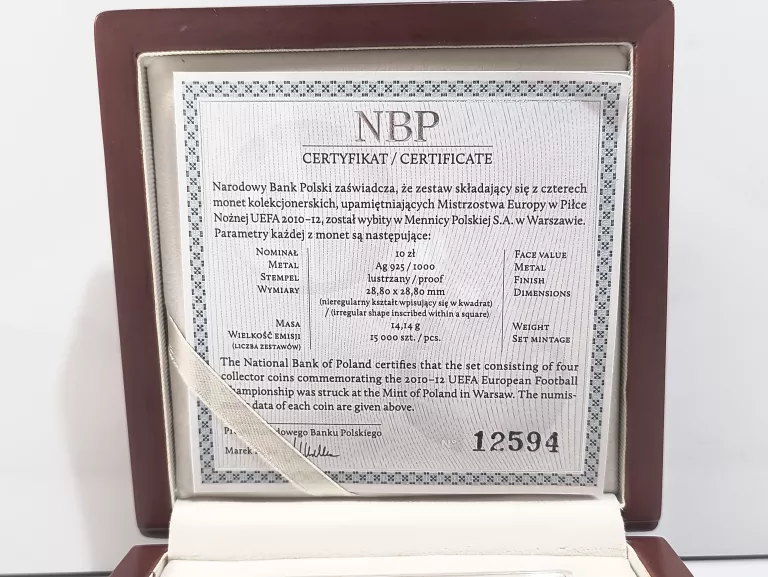 NBP
CERTYFIKAT / CERTIFICATE
Narodowy Bank Polski zaświadcza, że zestaw składający się z czterech
monet kolekcjonerskich, upamiętniających Mistrzostwa Europy w Piłce
Nożnej UEFA 2010–12, został wybity w Mennicy Polskiej S.A. w Warszawie.
Parametry każdej z monet są następujące:
NOMINAŁ 10 zł FACE VALUE
METAL Ag 925 / 1000 METAL
STEMPEL lustrzany / proof FINISH
WYMIARY 28,80 x 28,80 mm DIMENSIONS
(nieregularny kształt wpisujący się w kwadrat)
/ (irregular shape inscribed within a square)
MASA 14,14 g WEIGHT
WIELKOŚĆ EMISJI 15 000 szt. / pcs. SET MINTAGE
(LICZBA ZESTAWÓW)
The National Bank of Poland certifies that the set consisting of four
collector coins commemorating the 2010–12 UEFA European Football
hampionship was struck at the Mint of Poland in Warsaw. The numis-
data of each coin are given above.
dowego Banku Polskiego
Marek
12594